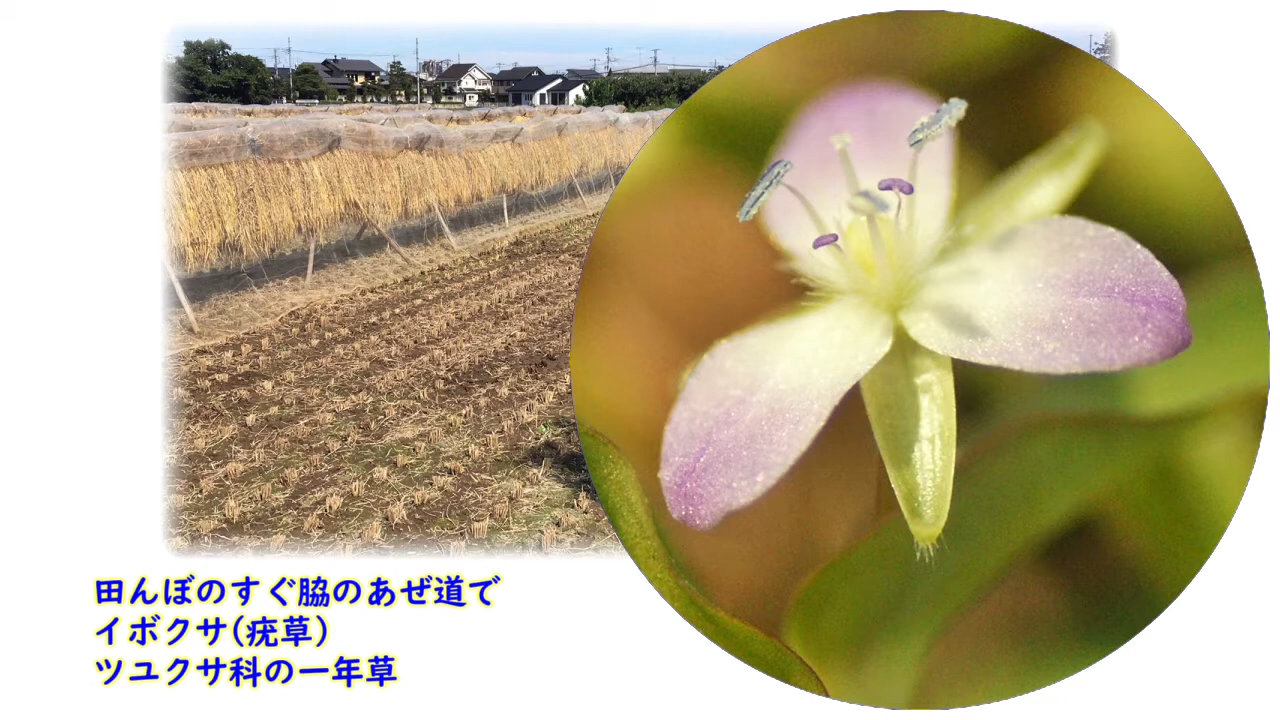 田んぼのすぐ脇のあぜ道で
イボクサ(疣草)
ツユクサ科の一年草